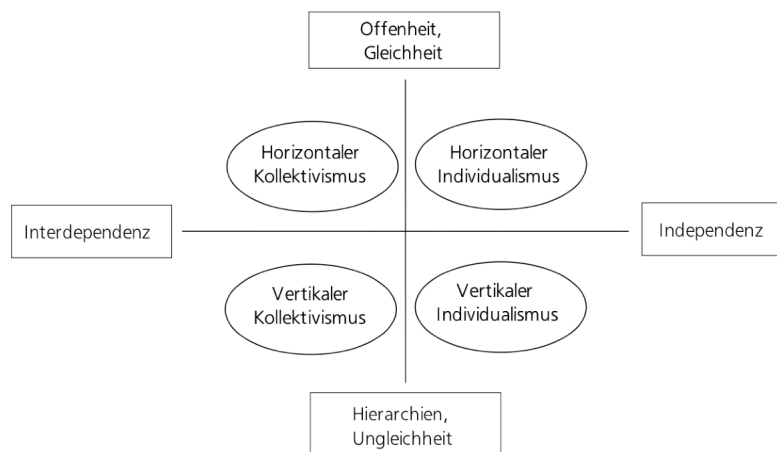 Offenheit,
Gleichheit
Horizontaler
Kollektivismus
Horizontaler
Individualismus
Interdependenz
Independenz
Vertikaler
Kollektivismus
Vertikaler
Individualismus
Hierarchien,
Ungleichheit